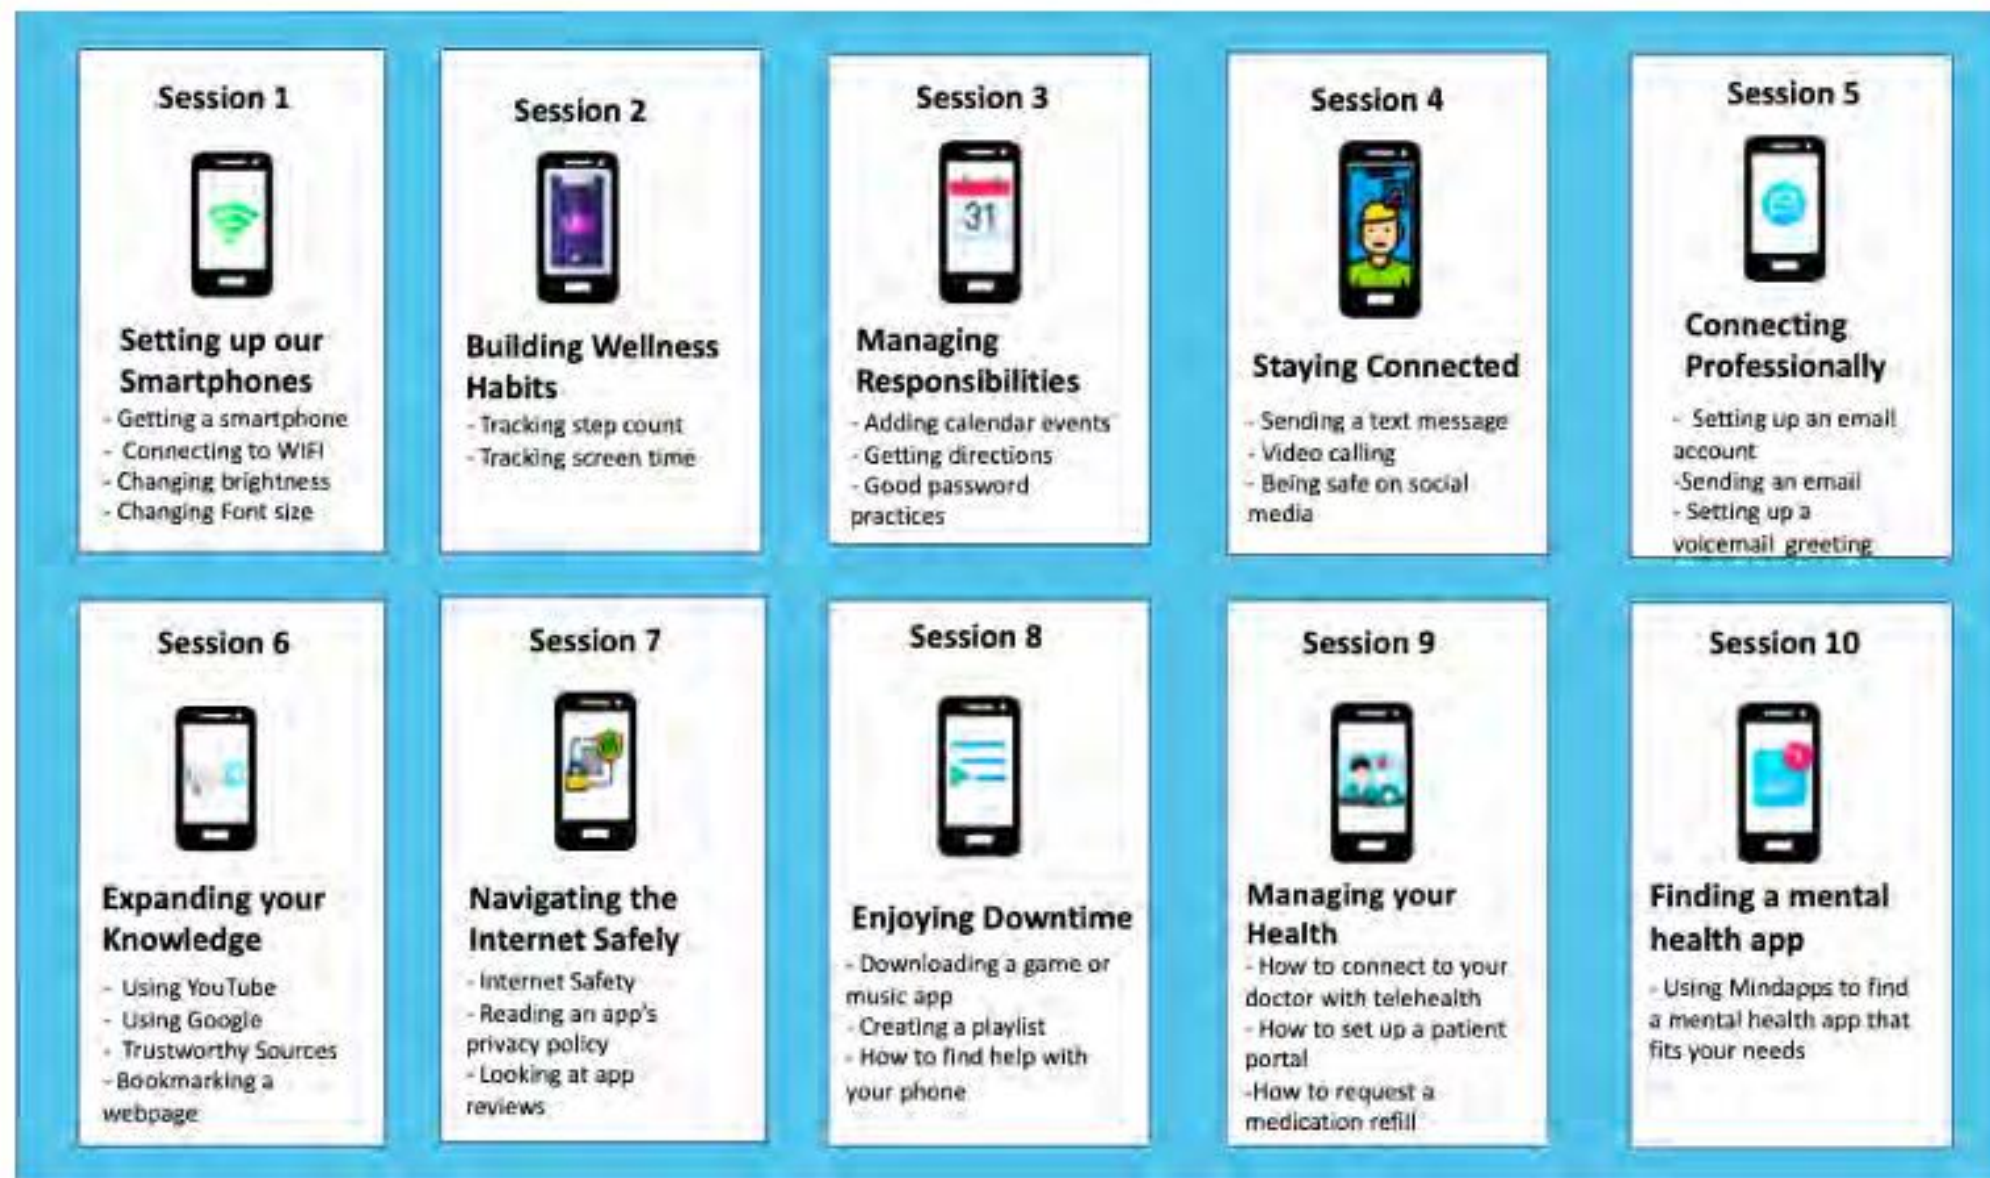 Session 1
Setting up our
Smartphones
- Getting a smartphone
- Connecting to WIFI
- Changing brightness
- Changing Font size
Session 2
Building Wellness
Habits
- Tracking step count
- Tracking screen time
Session 3
31
Managing
Responsibilities
- Adding calendar events
- Getting directions
- Good password
practices
Session 4
Staying Connected
- Sending a text message
- Video calling
- Being safe on social
media
Session 5
Connecting
Professionally
- Setting up an email
account
-Sending an email
- Setting up a
voicemail greeting
Session 6
Expanding your
Knowledge
- Using YouTube
- Using Google
- Trustworthy Sources
-Bookmarking a
webpage
Session 7
Navigating the
Internet Safely
- Internet Safety
- Reading an app's
privacy policy
- Looking at app
reviews
Session 8
Enjoying Downtime
- Downloading a game or
music app
- Creating a playlist
- How to find help with
your phone
Session 9
Managing your
Health
- How to connect to your
doctor with telehealth
- How to set up a patient
portal
-How to request a
medication refill
Session 10
Finding a mental
health app
- Using Mindapps to find
a mental health app that
fits your needs